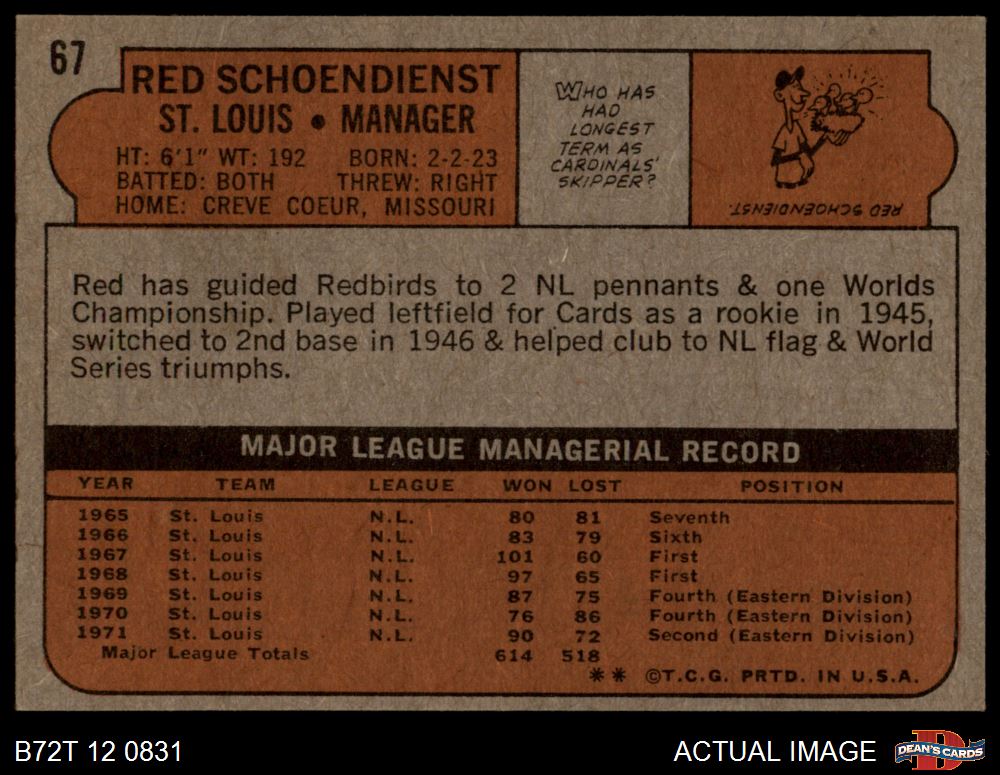 67
RED SCHOENDIENST
ST. LOUIS • MANAGER
HT: 6'1" WT: 192 BORN: 2-2-23
BATTED: BOTH THREW: RIGHT
HOME: CREVE COEUR, MISSOURI
WHO HAS
HAD
LONGEST
TERM AS
CARDINALS'
SKIPPER?
RED SCHOENDIENST.
Red has guided Redbirds to 2 NL pennants & one Worlds
Championship. Played leftfield for Cards as a rookie in 1945,
switched to 2nd base in 1946 & helped club to NL flag & World
Series triumphs.
MAJOR LEAGUE MANAGERIAL RECORD
YEAR TEAM LEAGUE WON LOST POSITION
1965 St. Louis N.L. 80 81 Seventh
1966 St. Louis N.L. 83 79 Sixth
1967 St. Louis N.L. 101 60 First
1968 St. Louis N.L. 97 65 First
1969 St. Louis N.L. 87 75 Fourth (Eastern Division)
1970 St. Louis N.L. 76 86 Fourth (Eastern Division)
1971 St. Louis N.L. 90 72 Second (Eastern Division)
Major League Totals 614 518
** ©T.C.G. PRTD. IN U.S.A.
B72T 12 0831 ACTUAL IMAGE D DEAN'S CARDS